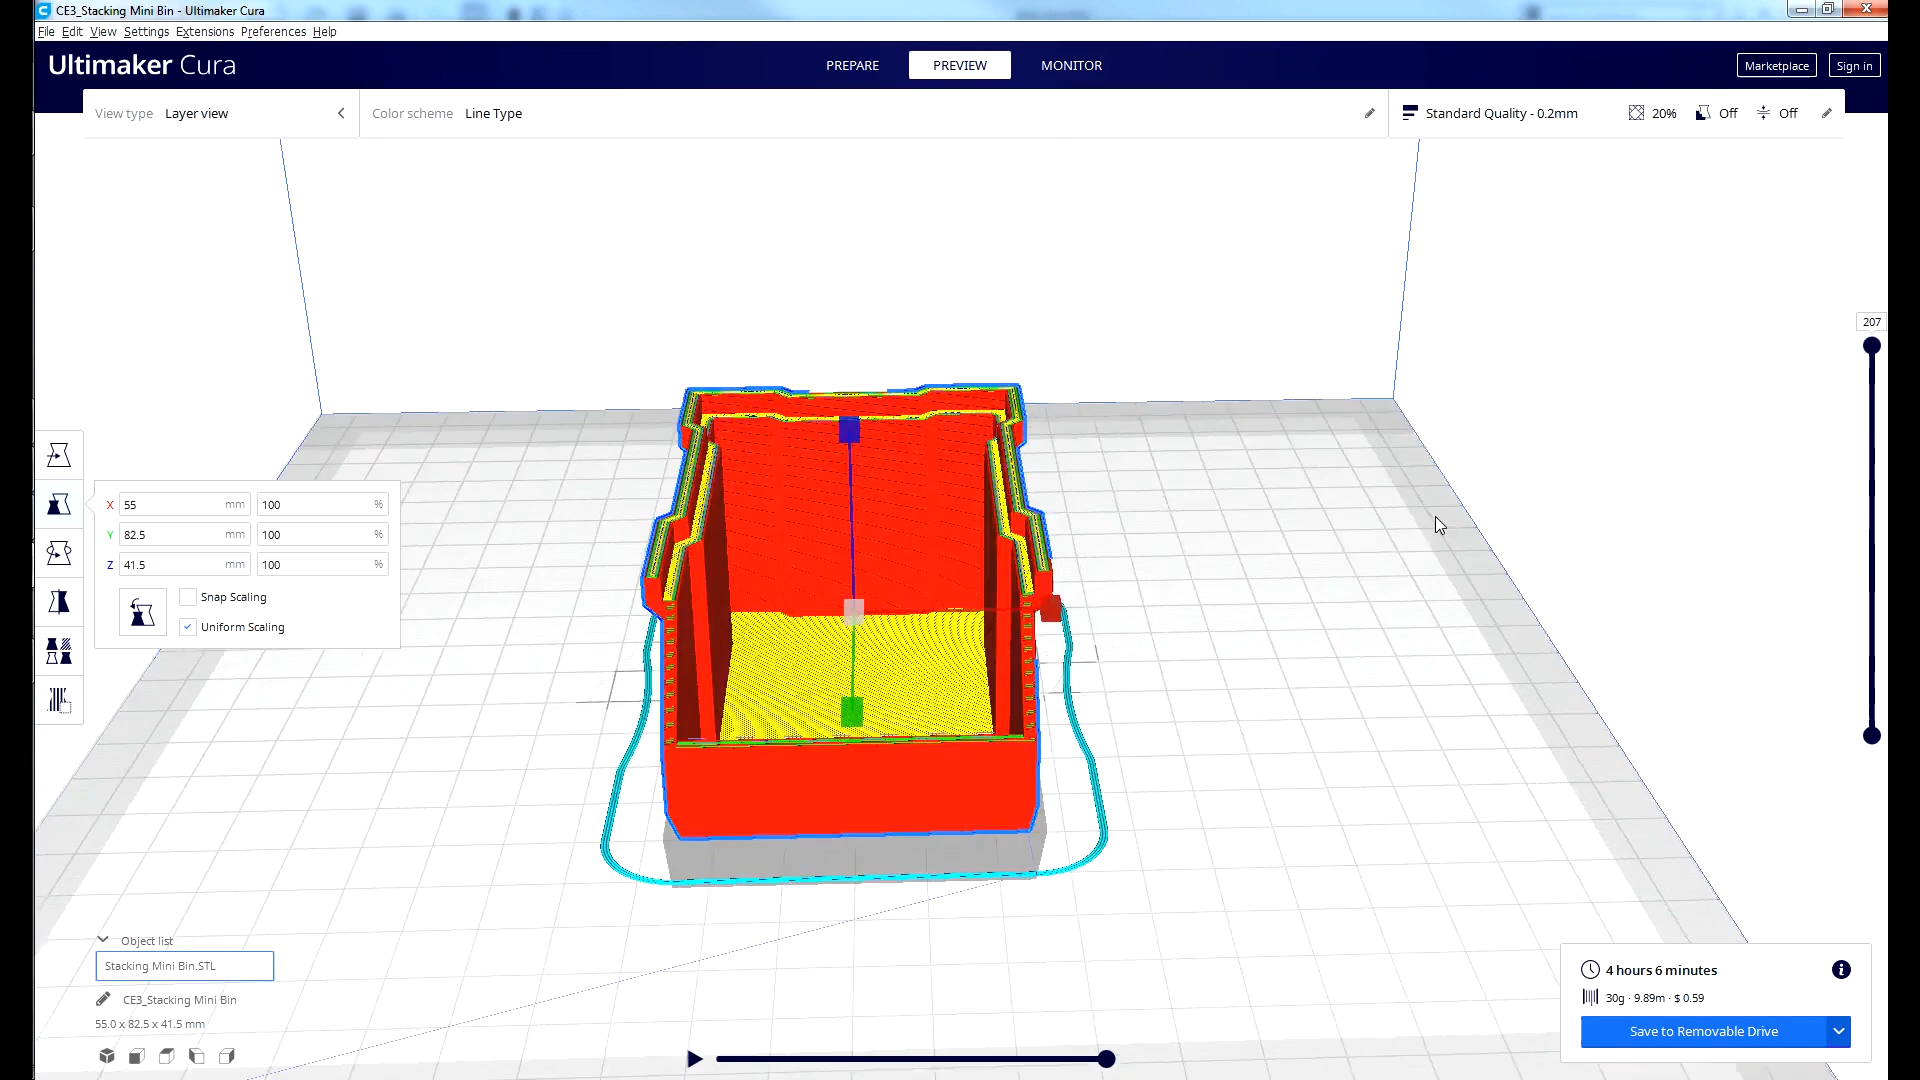 CE3_Stacking Mini Bin - Ultimaker Cura
File Edit View Settings Extensions Preferences Help
Ultimaker Cura
PREPARE
PREVIEW
MONITOR
Marketplace
Sign in
View type Layer view
Color scheme Line Type
Standard Quality - 0.2mm
20%
Off
Off
207
X 55 mm 100 %
Y 82.5 mm 100 %
Z 41.5 mm 100 %
Snap Scaling
Uniform Scaling
Object list
Stacking Mini Bin.STL
CE3_Stacking Mini Bin
55.0 x 82.5 x 41.5 mm
4 hours 6 minutes
30g · 9.89m · $ 0.59
Save to Removable Drive